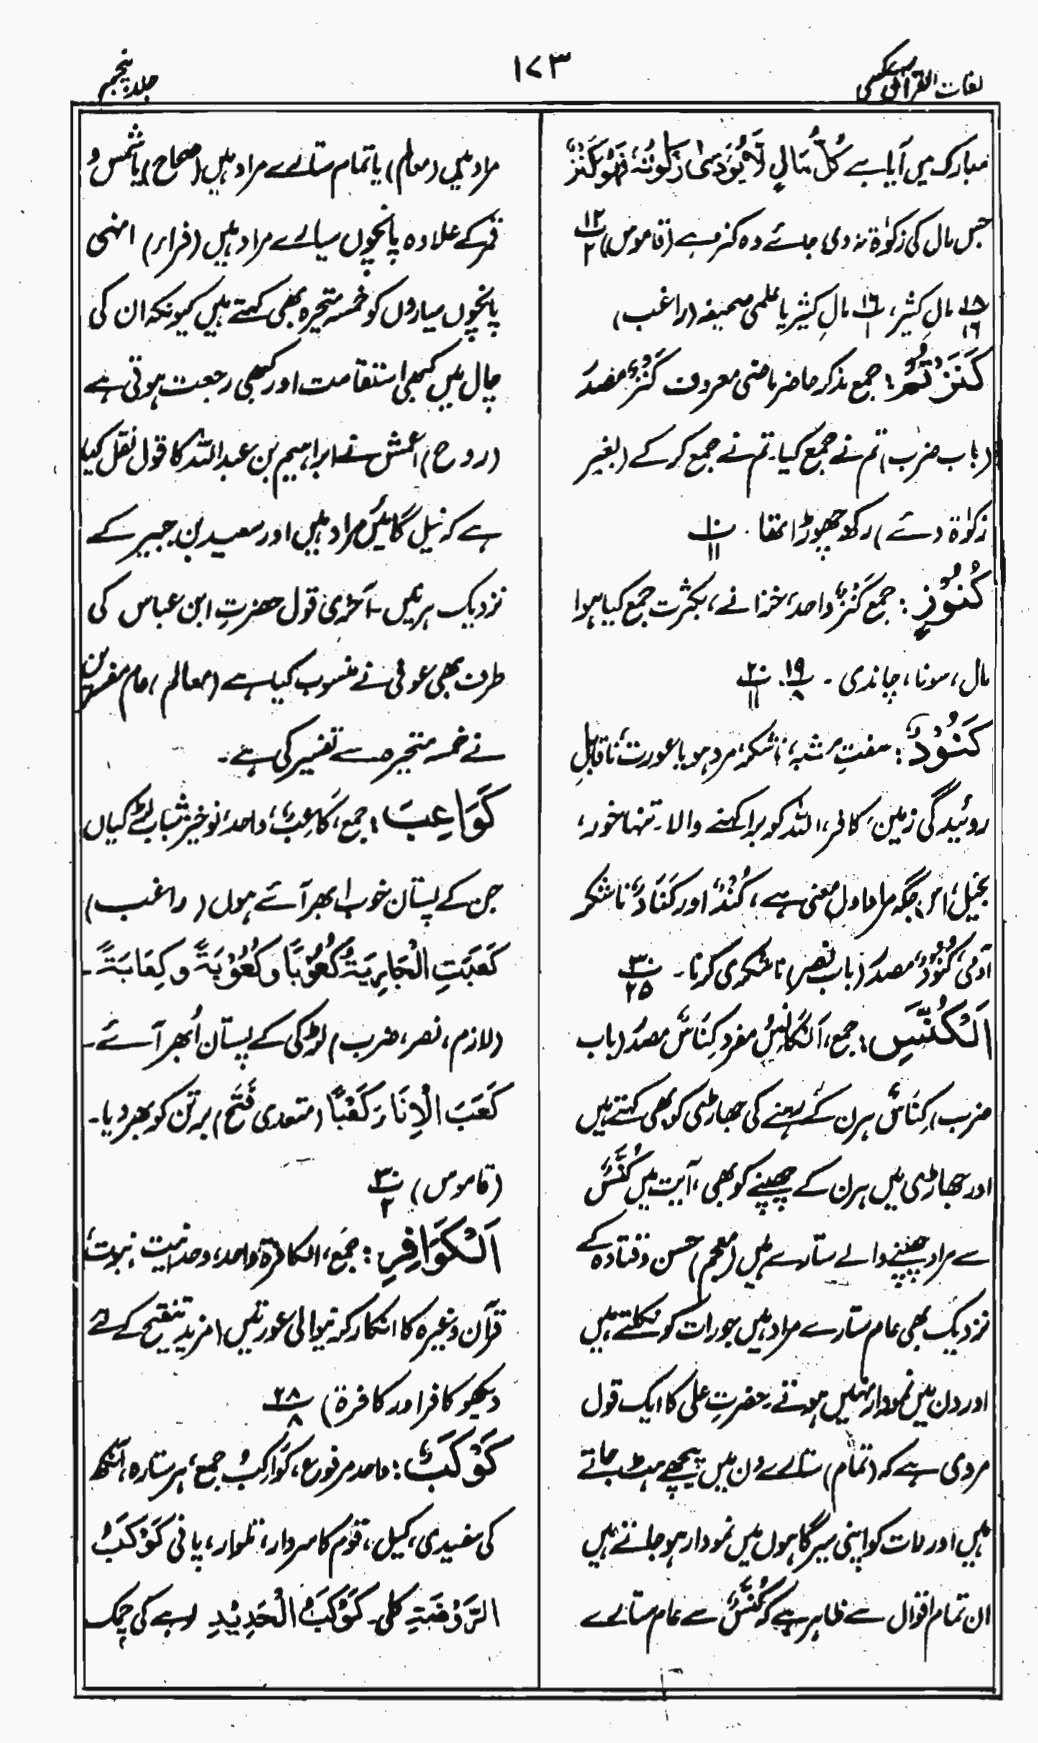 لغات القرآن عکسی
۱۷۳
جلد پنجم
مبارک میں آیا ہے کُلُّ مَالٍ لَا یُؤَدّٰی زَکٰوتُہٗ فَہُوَ کَنْزٌ
جس مال کی زکوٰۃ نہ دی جائے وہ کنز ہے (قاموس) ۱۲/۲
۱۵/۱۶ مالِ کثیر، ۱۶/۱ مالِ کثیر یا علمی صحیفہ (راغب)
کَنَزْتُمْ: جمع مذکر حاضر ماضی معروف کَنْزٌ مصدر
(باب ضرب) تم نے جمع کیا۔ تم نے جمع کر کے (بغیر
زکوٰۃ دئے) رکھ چھوڑا تھا۔ ۱۰/۱۱
کُنُوْزٍ: جمع کَنْزٌ واحد، خزانے، بکثرت جمع کیا ہوا
مال، سونا، چاندی۔ ۱۹/۸ ۲۰/۱۱
کَنُوْدٌ: صفتِ مشبہ، ناشکرا مرد ہو یا عورت، ناقابلِ
روئیدگی زمین، کافر، اللہ کو برا کہنے والا۔ تنہا خور،
بخیل، اس جگہ مراد اول معنی ہے، کُنُدٌ اور کَنَّادٌ ناشکر
آدمی، کُنُوْدٌ مصدر (باب نصر) ناشکری کرنا۔ ۳۰/۲۵
اَلْکُنَّسِ: جمع، اَلْکَانِسُ مفرد کِنَاسٌ مصدر (باب
ضرب) کِنَاسٌ ہرن کے رہنے کی جھاڑی کو بھی کہتے ہیں
اور جھاڑی میں ہرن کے چھپنے کو بھی، آیت میں کُنَّسٌ
سے مراد چھپنے والے ستارے ہیں (معجم) حسن و قتادہ کے
نزدیک بھی عام ستارے مراد ہیں جو رات کو نکلتے ہیں
اور دن میں نمودار نہیں ہوتے۔ حضرت علی کا ایک قول
مروی ہے کہ (تمام) ستارے دن میں پیچھے ہٹ جاتے
ہیں اور رات کو اپنی سیر گاہوں میں نمودار ہو جاتے ہیں
ان تمام اقوال سے ظاہر ہے کہ کُنَّسٌ سے عام ستارے
مراد ہیں (معالم) یا تمام ستارے مراد ہیں (صحاح) یا شمس و
قمر کے علاوہ پانچوں سیارے مراد ہیں (فراء) انہی
پانچوں سیاروں کو خمسہ متحیرہ بھی کہتے ہیں کیونکہ ان کی
چال میں کبھی استقامت اور کبھی رجعت ہوتی ہے
(روح) اعمش نے ابراہیم بن عبد اللہ کا قول نقل کیا
ہے کہ نیل گائیں مراد ہیں اور سعید بن جبیر کے
نزدیک ہرنیں۔ آخری قول حضرت ابن عباس کی
طرف بھی عوفی نے منسوب کیا ہے (معالم) عام مفسرین
نے خمسہ متحیرہ سے تفسیر کی ہے۔
کَوَاعِبَ: جمع، کَاعِبٌ، واحد، نوخیز شباب لڑکیاں
جن کے پستان خوب ابھر آئے ہوں (راغب)
کَعَبَتِ الْجَارِیَۃُ کُعُوْبًا وَکُعُوْبَۃً وَکِعَابَۃً۔
(لازم، نصر، ضرب) لڑکی کے پستان اُبھر آئے۔
کَعَبَ الْاِنَاءَ کَعْبًا (متعدی فَتَحَ) برتن کو بھر دیا۔
(قاموس) ۳۰/۲
اَلْکَوَافِرِ: جمع، الکافرۃ واحد، وحدانیت، نبوت،
قرآن وغیرہ کا انکار کرنیوالی عورتیں (مزید تنقیح کے لئے
دیکھو کافر اور کافرۃ) ۲۸/۸
کَوْکَبٌ: واحد مرفوع، کَوَاکِبُ جمع، ہر ستارہ، آنکھ
کی سفیدی، کیل، قوم کا سردار، تلوار، پانی کَوْکَبُ
الرَّوْضَۃِ کلی۔ کَوْکَبُ الْحَدِیْدِ لوہے کی چمک